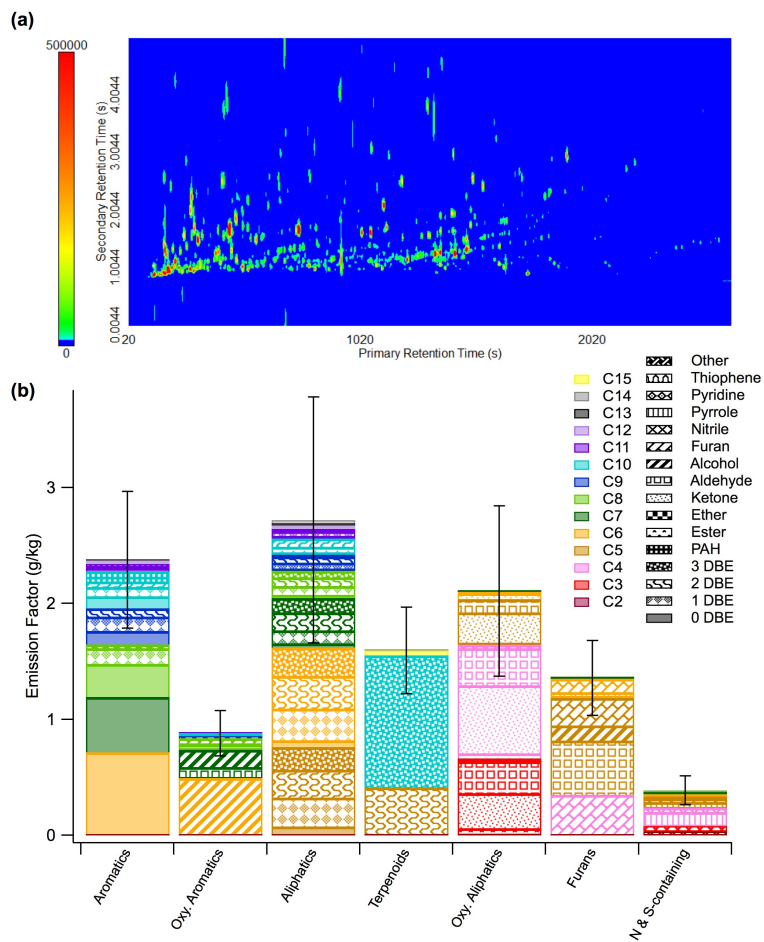 (a)
500000
0
Secondary Retention Time (s)
4.0044
3.0044
2.0044
1.0044
0.0044
0.20
1020
2020
Primary Retention Time (s)
(b)
Emission Factor (g/kg)
3
2
1
0
C15
C14
C13
C12
C11
C10
C9
C8
C7
C6
C5
C4
C3
C2
Other
Thiophene
Pyridine
Pyrrole
Nitrile
Furan
Alcohol
Aldehyde
Ketone
Ether
Ester
PAH
3 DBE
2 DBE
1 DBE
0 DBE
Aromatics
Oxy. Aromatics
Aliphatics
Terpenoids
Oxy. Aliphatics
Furans
N & S-containing